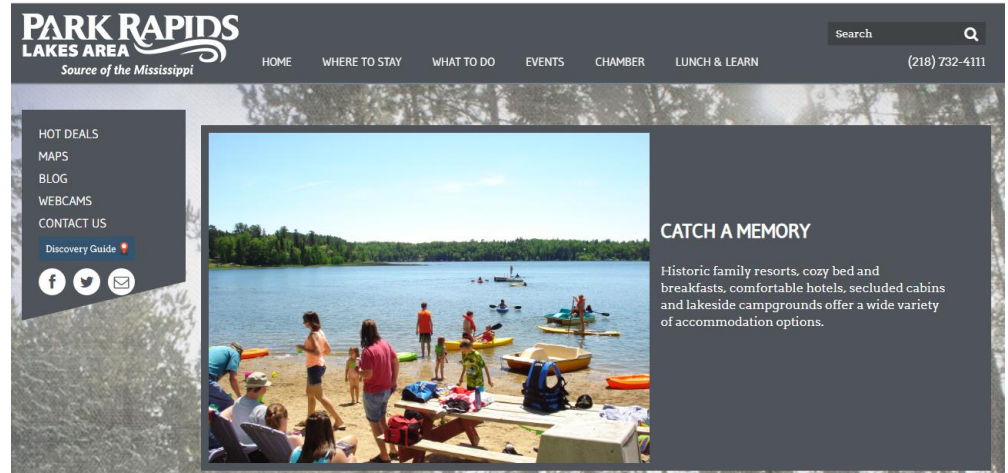 PARK RAPIDS
LAKES AREA
Source of the Mississippi
Search
HOME WHERE TO STAY WHAT TO DO EVENTS CHAMBER LUNCH & LEARN (218) 732-4111
HOT DEALS
MAPS
BLOG
WEBCAMS
CONTACT US
Discovery Guide
CATCH A MEMORY
Historic family resorts, cozy bed and
breakfasts, comfortable hotels, secluded cabins
and lakeside campgrounds offer a wide variety
of accommodation options.